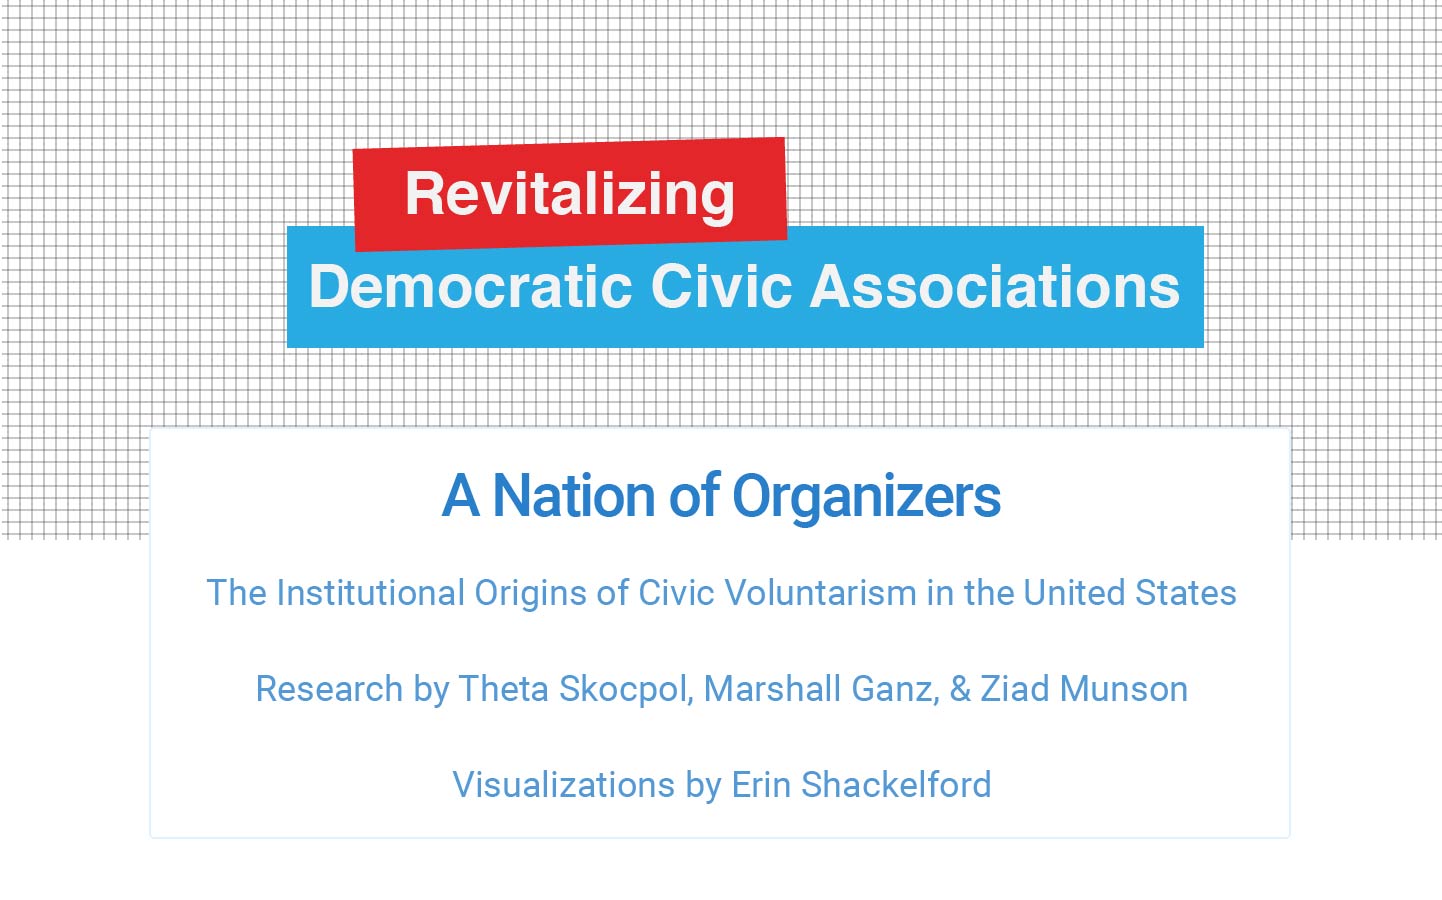 Revitalizing
Democratic Civic Associations
A Nation of Organizers
The Institutional Origins of Civic Voluntarism in the United States
Research by Theta Skocpol, Marshall Ganz, & Ziad Munson
Visualizations by Erin Shackelford